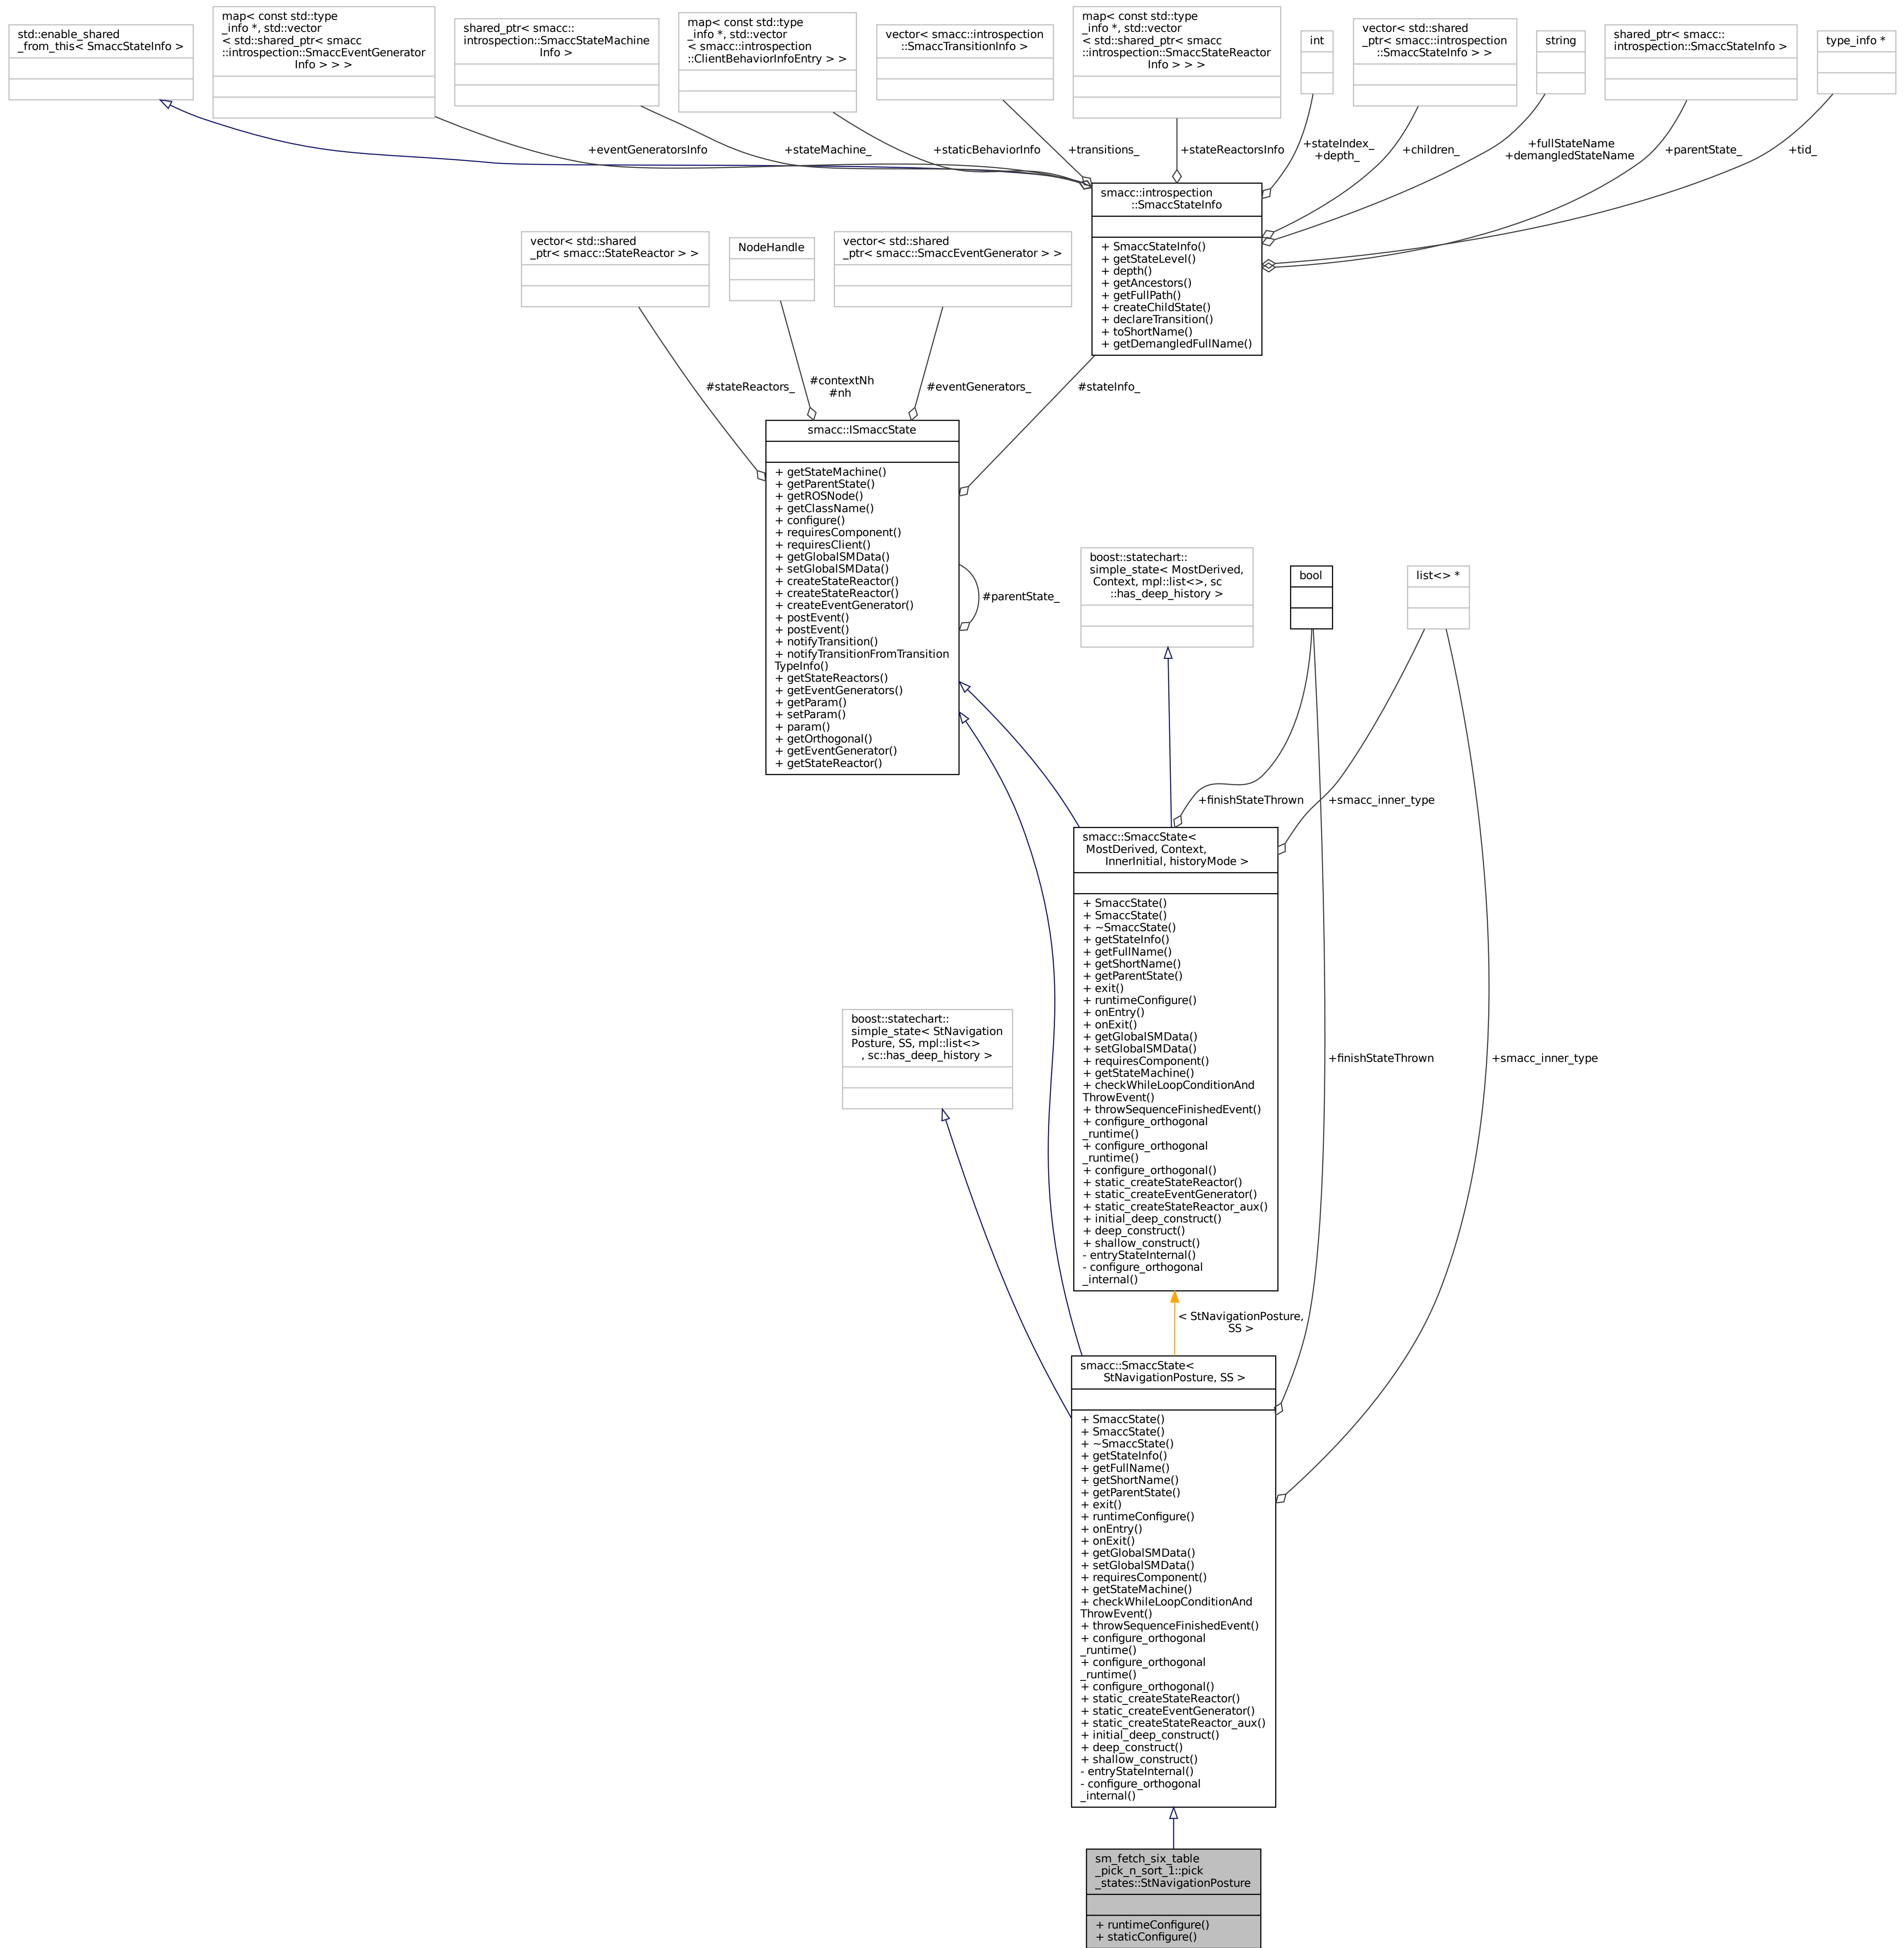 std::enable_shared
_from_this< SmaccStateInfo >
map< const std::type
_info *, std::vector
< std::shared_ptr< smacc
::introspection::SmaccEventGenerator
Info > > >
shared_ptr< smacc::
introspection::SmaccStateMachine
Info >
map< const std::type
_info *, std::vector
< smacc::introspection
::ClientBehaviorInfoEntry > >
vector< smacc::introspection
::SmaccTransitionInfo >
map< const std::type
_info *, std::vector
< std::shared_ptr< smacc
::introspection::SmaccStateReactor
Info > > >
int
vector< std::shared
_ptr< smacc::introspection
::SmaccStateInfo > >
string
shared_ptr< smacc::
introspection::SmaccStateInfo >
type_info *
+eventGeneratorsInfo
+stateMachine_
+staticBehaviorInfo
+transitions_
+stateReactorsInfo
+stateIndex_
+depth_
+children_
+fullStateName
+demangledStateName
+parentState_
+tid_
smacc::introspection
::SmaccStateInfo
+ SmaccStateInfo()
+ getStateLevel()
+ depth()
+ getAncestors()
+ getFullPath()
+ createChildState()
+ declareTransition()
+ toShortName()
+ getDemangledFullName()
vector< std::shared
_ptr< smacc::StateReactor > >
NodeHandle
vector< std::shared
_ptr< smacc::SmaccEventGenerator > >
#stateReactors_
#contextNh
#nh
#eventGenerators_
#stateInfo_
smacc::ISmaccState
+ getStateMachine()
+ getParentState()
+ getROSNode()
+ getClassName()
+ configure()
+ requiresComponent()
+ requiresClient()
+ getGlobalSMData()
+ setGlobalSMData()
+ createStateReactor()
+ createStateReactor()
+ createEventGenerator()
+ postEvent()
+ postEvent()
+ notifyTransition()
+ notifyTransitionFromTransition
TypeInfo()
+ getStateReactors()
+ getEventGenerators()
+ getParam()
+ setParam()
+ param()
+ getOrthogonal()
+ getEventGenerator()
+ getStateReactor()
#parentState_
boost::statechart::
simple_state< MostDerived,
Context, mpl::list<>, sc
::has_deep_history >
bool
list<> *
+finishStateThrown
+smacc_inner_type
smacc::SmaccState<
MostDerived, Context,
InnerInitial, historyMode >
+ SmaccState()
+ SmaccState()
+ ~SmaccState()
+ getStateInfo()
+ getFullName()
+ getShortName()
+ getParentState()
+ exit()
+ runtimeConfigure()
+ onEntry()
+ onExit()
+ getGlobalSMData()
+ setGlobalSMData()
+ requiresComponent()
+ getStateMachine()
+ checkWhileLoopConditionAnd
ThrowEvent()
+ throwSequenceFinishedEvent()
+ configure_orthogonal
_runtime()
+ configure_orthogonal
_runtime()
+ configure_orthogonal()
+ static_createStateReactor()
+ static_createEventGenerator()
+ static_createStateReactor_aux()
+ initial_deep_construct()
+ deep_construct()
+ shallow_construct()
- entryStateInternal()
- configure_orthogonal
_internal()
boost::statechart::
simple_state< StNavigation
Posture, SS, mpl::list<>
, sc::has_deep_history >
+finishStateThrown
+smacc_inner_type
< StNavigationPosture,
SS >
smacc::SmaccState<
StNavigationPosture, SS >
+ SmaccState()
+ SmaccState()
+ ~SmaccState()
+ getStateInfo()
+ getFullName()
+ getShortName()
+ getParentState()
+ exit()
+ runtimeConfigure()
+ onEntry()
+ onExit()
+ getGlobalSMData()
+ setGlobalSMData()
+ requiresComponent()
+ getStateMachine()
+ checkWhileLoopConditionAnd
ThrowEvent()
+ throwSequenceFinishedEvent()
+ configure_orthogonal
_runtime()
+ configure_orthogonal
_runtime()
+ configure_orthogonal()
+ static_createStateReactor()
+ static_createEventGenerator()
+ static_createStateReactor_aux()
+ initial_deep_construct()
+ deep_construct()
+ shallow_construct()
- entryStateInternal()
- configure_orthogonal
_internal()
sm_fetch_six_table
_pick_n_sort_1::pick
_states::StNavigationPosture
+ runtimeConfigure()
+ staticConfigure()